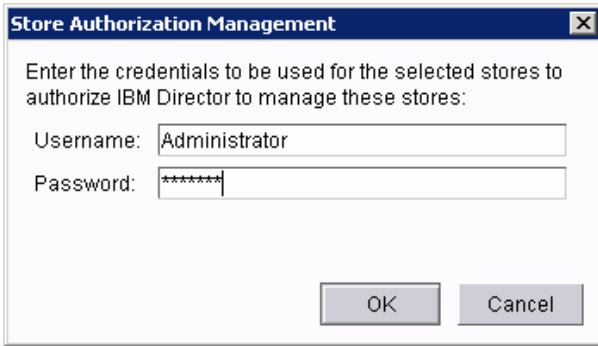 Store Authorization Management
Enter the credentials to be used for the selected stores to
authorize IBM Director to manage these stores:
Username: Administrator
Password: *******
OK Cancel